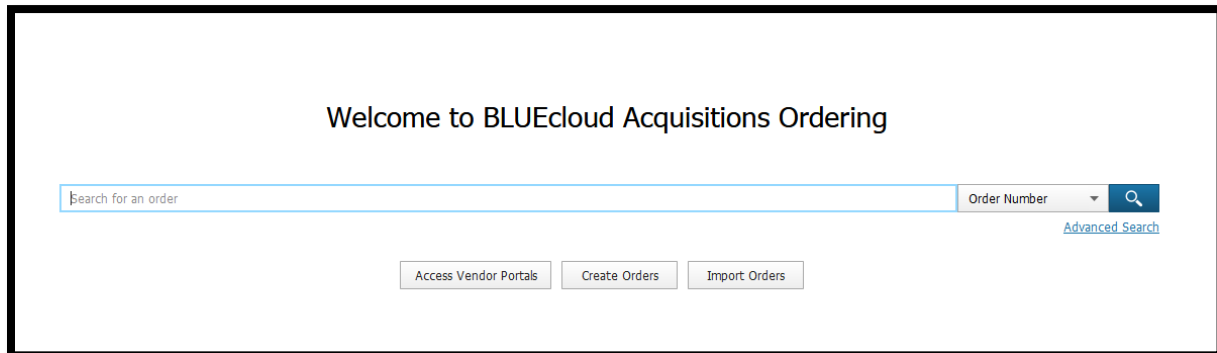 Welcome to BLUEcloud Acquisitions Ordering
Search for an order Order Number
Advanced Search
Access Vendor Portals Create Orders Import Orders